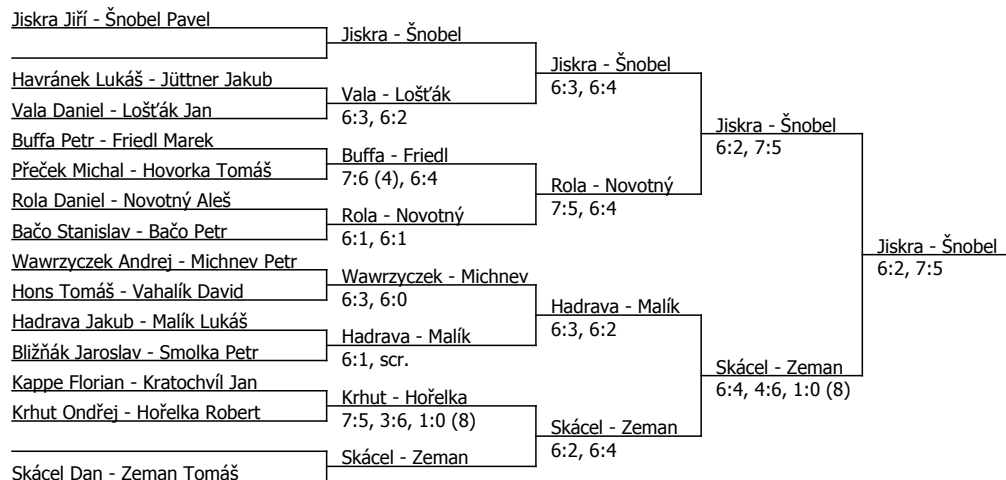 Jiskra Jiří - Šnobel Pavel
Havránek Lukáš - Jüttner Jakub
Vala Daniel - Lošťák Jan
Buffa Petr - Friedl Marek
Přeček Michal - Hovorka Tomáš
Rola Daniel - Novotný Aleš
Bačo Stanislav - Bačo Petr
Wawrzyczek Andrej - Michnev Petr
Hons Tomáš - Vahalík David
Hadrava Jakub - Malík Lukáš
Bližňák Jaroslav - Smolka Petr
Kappe Florian - Kratochvíl Jan
Krhut Ondřej - Hořelka Robert
Skácel Dan - Zeman Tomáš
Jiskra - Šnobel
Vala - Lošťák
6:3, 6:2
Buffa - Friedl
7:6 (4), 6:4
Rola - Novotný
6:1, 6:1
Wawrzyczek - Michnev
6:3, 6:0
Hadrava - Malík
6:1, scr.
Krhut - Hořelka
7:5, 3:6, 1:0 (8)
Skácel - Zeman
Jiskra - Šnobel
6:3, 6:4
Rola - Novotný
7:5, 6:4
Hadrava - Malík
6:3, 6:2
Skácel - Zeman
6:2, 6:4
Jiskra - Šnobel
6:2, 7:5
Skácel - Zeman
6:4, 4:6, 1:0 (8)
Jiskra - Šnobel
6:2, 7:5